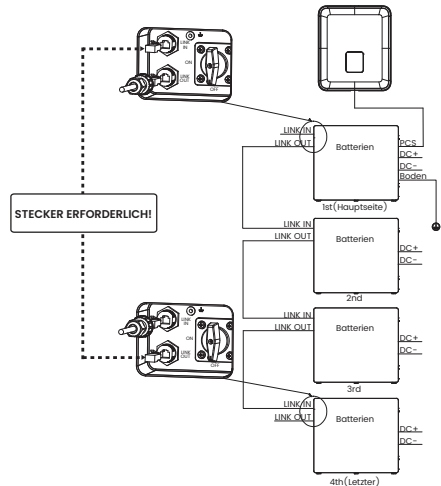 LINK
IN
ON
LINK
OUT
OFF
LINK IN
LINK OUT
Batterien
PCS
DC+
DC-
Boden
1st(Hauptseite)
STECKER ERFORDERLICH!
LINK IN
LINK OUT
Batterien
DC+
DC-
2nd
LINK IN
LINK OUT
Batterien
DC+
DC-
3rd
LINK
IN
ON
LINK
OUT
OFF
LINK IN
LINK OUT
Batterien
DC+
DC-
4th(Letzter)